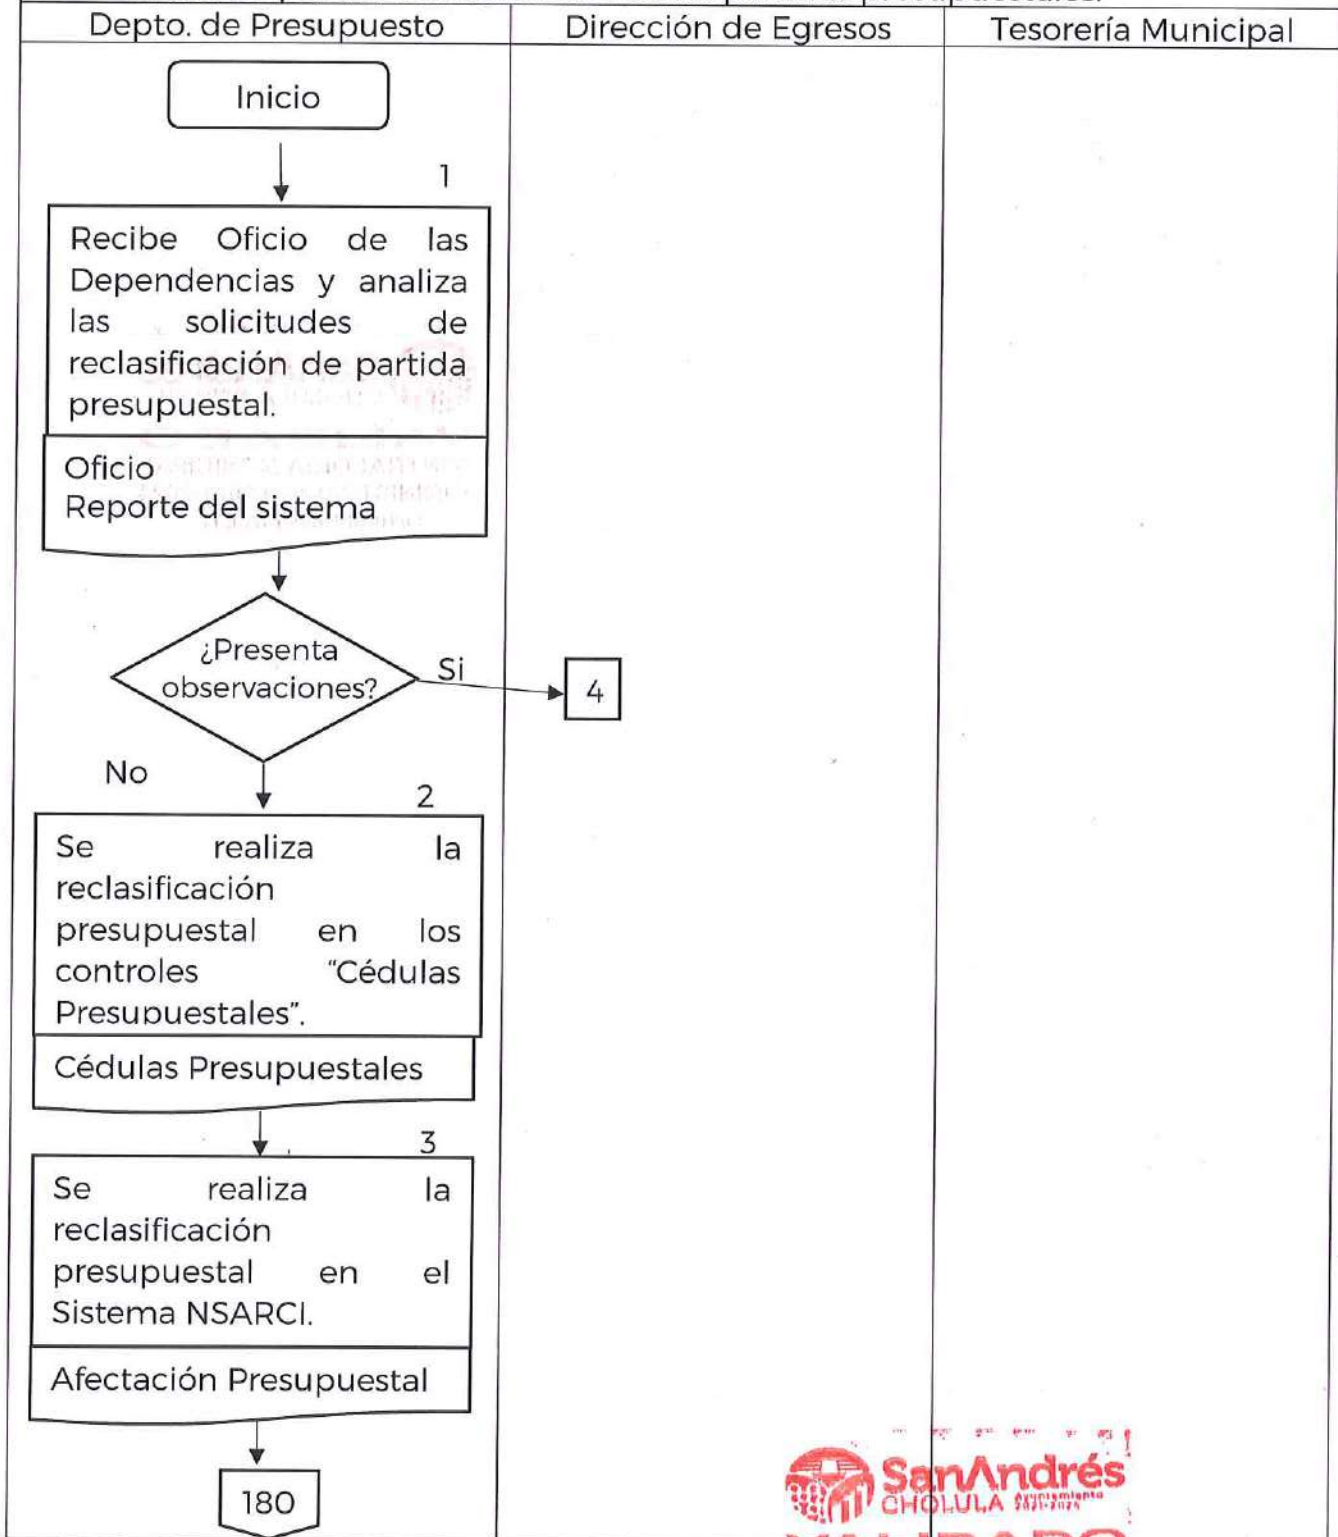 presupuestales.
Depto. de Presupuesto
Dirección de Egresos
Tesorería Municipal
Inicio
1
Recibe Oficio de las
Dependencias y analiza
las solicitudes de
reclasificación de partida
presupuestal.
Oficio
Reporte del sistema
¿Presenta
observaciones?
Si
4
No
2
Se realiza la
reclasificación
presupuestal en los
controles “Cédulas
Presupuestales”.
Cédulas Presupuestales
3
Se realiza la
reclasificación
presupuestal en el
Sistema NSARCI.
Afectación Presupuestal
180
SanAndrés
CHOLULA